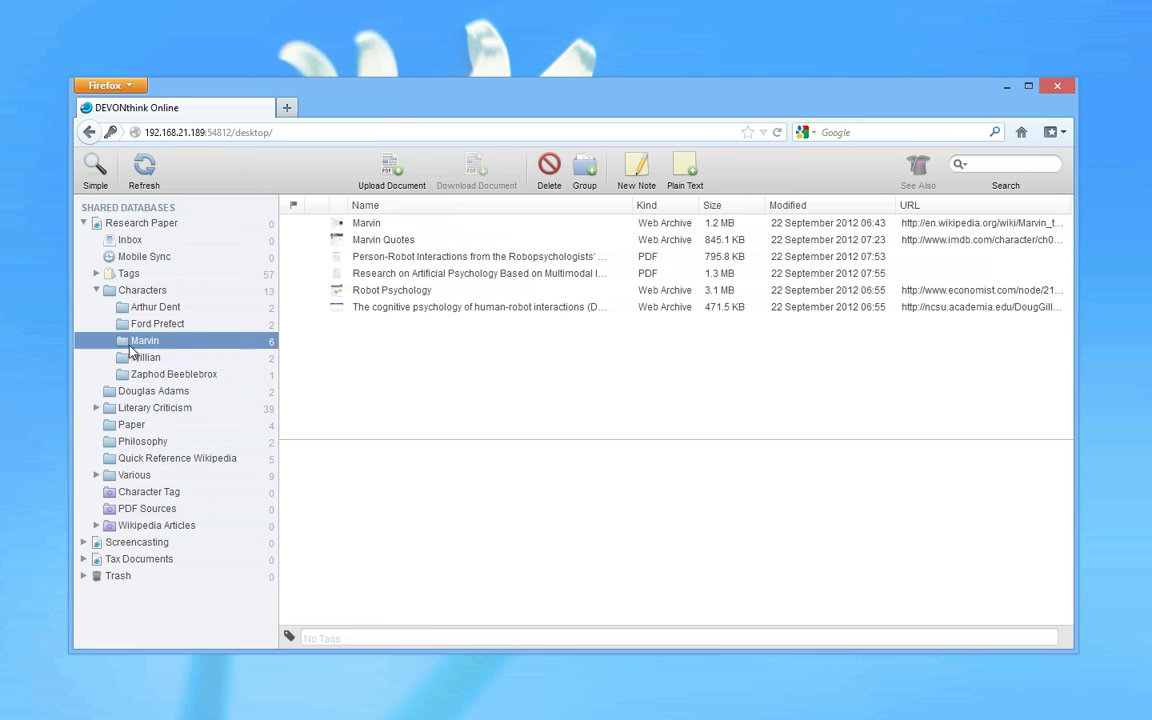 Firefox
DEVONthink Online
192.168.21.189:54812/desktop/
Google
Simple Refresh Upload Document Download Document Delete Group New Note Plain Text See Also Search
SHARED DATABASES
Name Kind Size Modified URL
Research Paper 0
Marvin Web Archive 1.2 MB 22 September 2012 06:43 http://en.wikipedia.org/wiki/Marvin_t...
Inbox 0
Marvin Quotes Web Archive 845.1 KB 22 September 2012 07:23 http://www.imdb.com/character/ch0...
Mobile Sync 0
Person-Robot Interactions from the Robopsychologists' ... PDF 795.8 KB 22 September 2012 07:53
Tags 57
Research on Artificial Psychology Based on Multimodal I... PDF 1.3 MB 22 September 2012 07:55
Characters 13
Robot Psychology Web Archive 3.1 MB 22 September 2012 06:55 http://www.economist.com/node/21...
Arthur Dent 2
The cognitive psychology of human-robot interactions (D... Web Archive 471.5 KB 22 September 2012 06:55 http://ncsu.academia.edu/DougGill...
Ford Prefect 2
Marvin 6
2
Zaphod Beeblebrox 1
Douglas Adams 2
Literary Criticism 39
Paper 4
Philosophy 2
Quick Reference Wikipedia 5
Various 9
Character Tag 0
PDF Sources 0
Wikipedia Articles 0
Screencasting 0
Tax Documents 0
Trash 0
No Tags